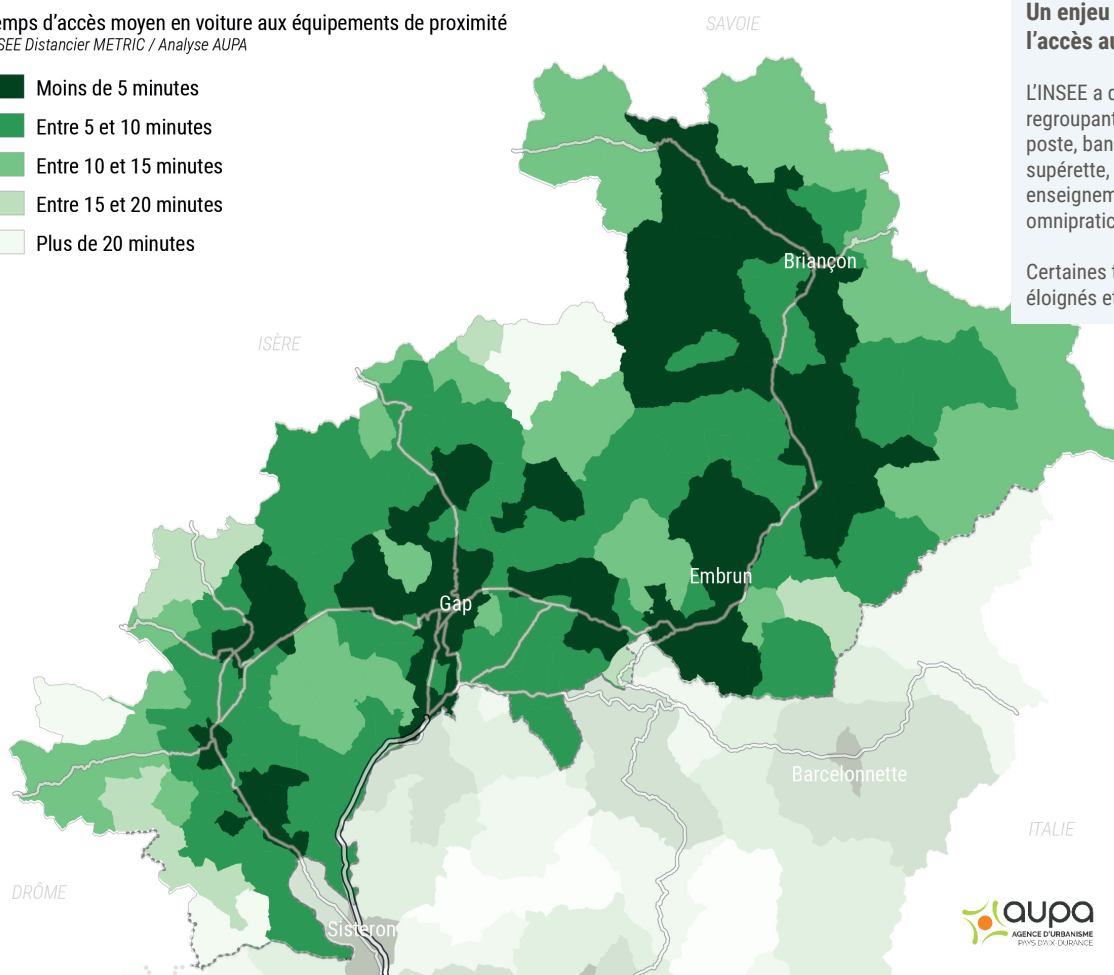 emps d'accès moyen en voiture aux équipements de proximité
SEE Distancier METRIC / Analyse AUPA
Moins de 5 minutes
Entre 5 et 10 minutes
Entre 10 et 15 minutes
Entre 15 et 20 minutes
Plus de 20 minutes
SAVOIE
Un enjeu
l'accès au
L'INSEE a c
regroupant
poste, ban
supérette,
enseignem
omnipratic
Certaines t
éloignés et
Briançon
ISÈRE
Embrun
Gap
Barcelonnette
ITALIE
DRÔME
Sisteron
aupa
AGENCE D'URBANISME
PAYS D'AIX-DURANCE